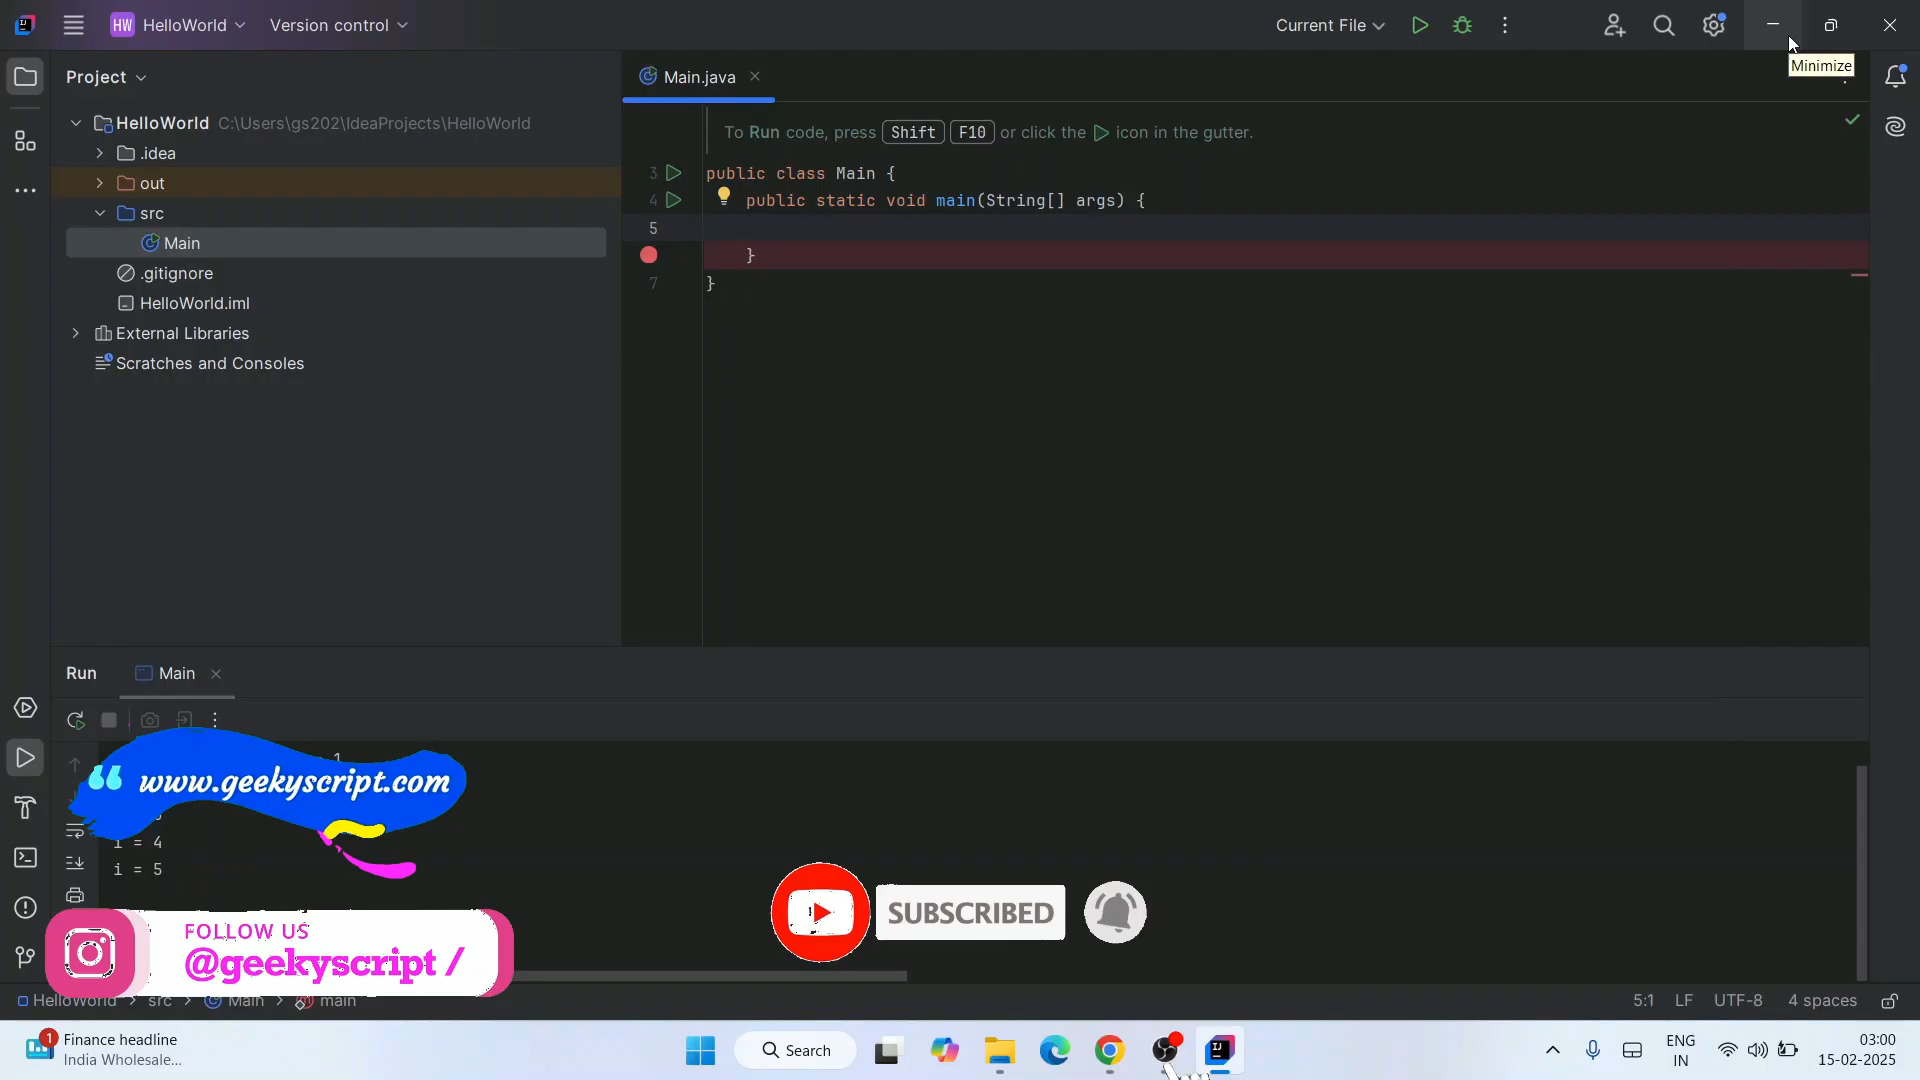 HW HelloWorld Version control Current File
Minimize
Project
Main.java
HelloWorld C:\Users\gs202\IdeaProjects\HelloWorld
To Run code, press Shift F10 or click the icon in the gutter.
.idea
out
src
Main
.gitignore
HelloWorld.iml
External Libraries
Scratches and Consoles
3 public class Main {
4 public static void main(String[] args) {
5
}
7 }
Run Main
www.geekyscript.com
i = 4
i = 5
SUBSCRIBED
FOLLOW US
@geekyscript /
HelloWorld src Main main
5:1 LF UTF-8 4 spaces
1 Finance headline
India Wholesale...
Search
ENG
IN
03:00
15-02-2025